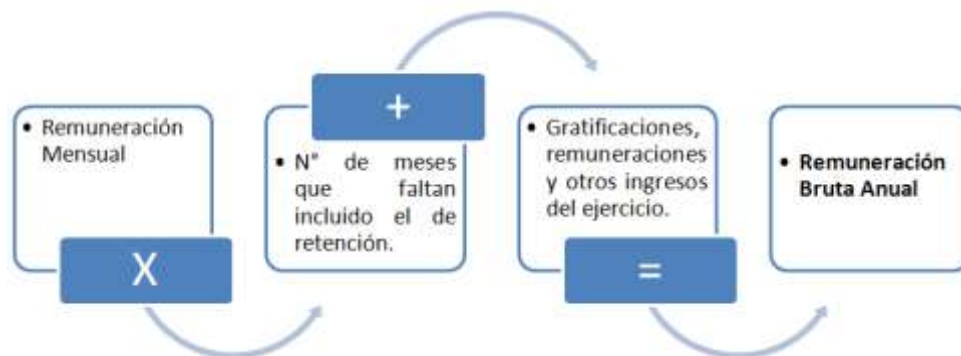 • Remuneración
Mensual
X
+
• N° de meses
que faltan
incluido el de
retención.
• Gratificaciones,
remuneraciones
y otros ingresos
del ejercicio.
=
• Remuneración
Bruta Anual